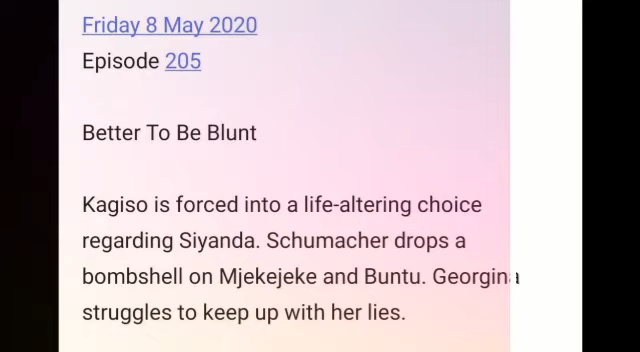 Friday 8 May 2020
Episode 205
Better To Be Blunt
Kagiso is forced into a life-altering choice
regarding Siyanda. Schumacher drops a
bombshell on Mjekejeke and Buntu. Georgina
struggles to keep up with her lies.